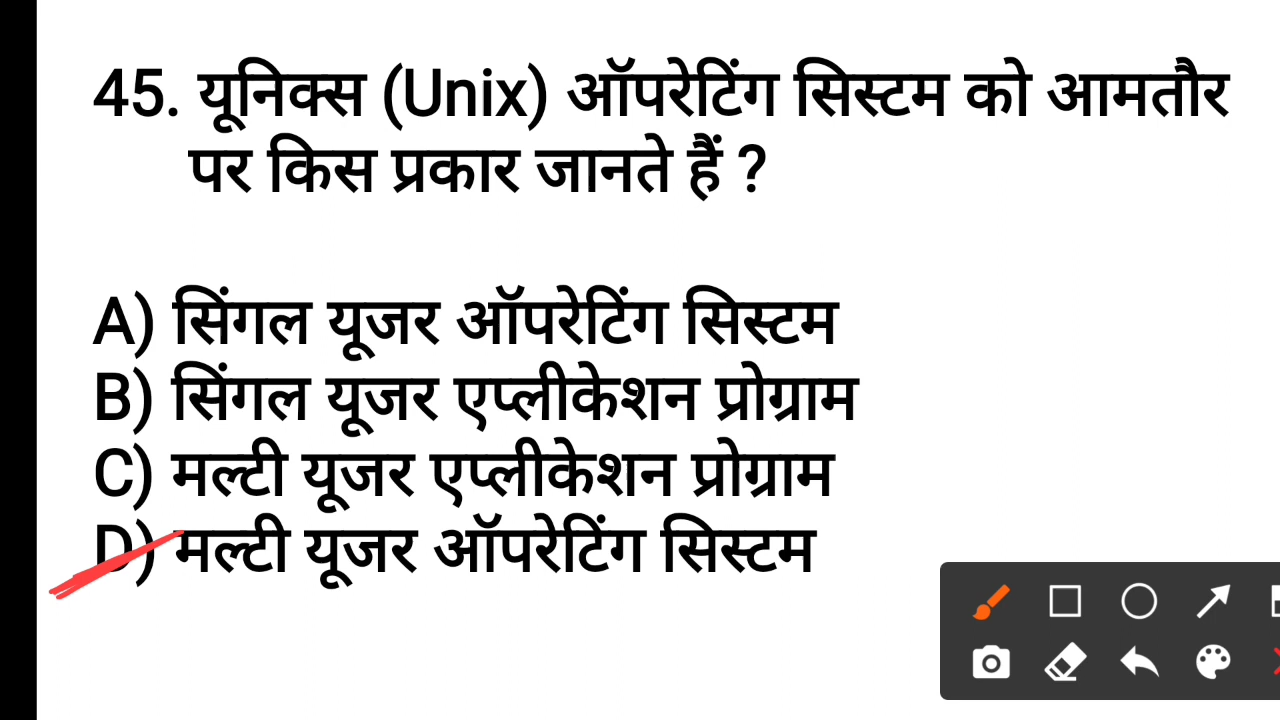 45. यूनिक्स (Unix) ऑपरेटिंग सिस्टम को आमतौर
पर किस प्रकार जानते हैं ?
A) सिंगल यूजर ऑपरेटिंग सिस्टम
B) सिंगल यूजर एप्लीकेशन प्रोग्राम
C) मल्टी यूजर एप्लीकेशन प्रोग्राम
D) मल्टी यूजर ऑपरेटिंग सिस्टम